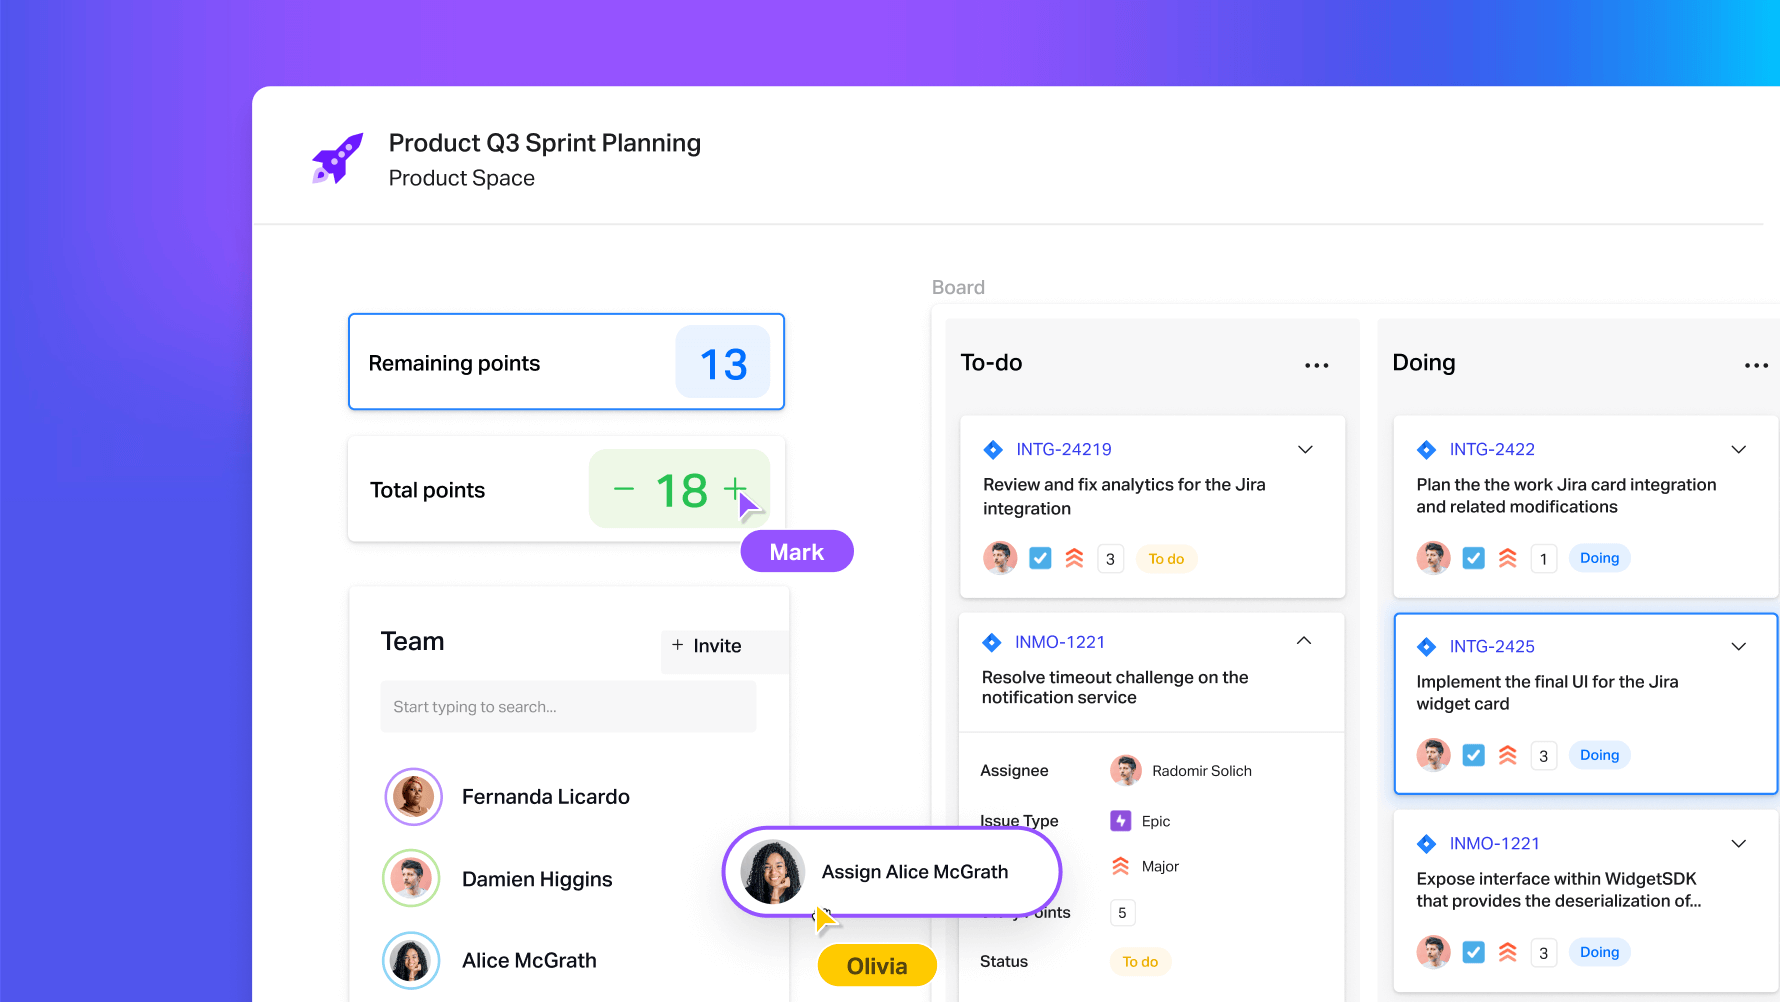 Product Q3 Sprint Planning
Product Space
Remaining points
13
Total points
− 18 +
Mark
Team
+ Invite
Start typing to search...
Fernanda Licardo
Damien Higgins
Alice McGrath
Assign Alice McGrath
Olivia
Board
To-do
INTG-24219
Review and fix analytics for the Jira
integration
3
To do
INMO-1221
Resolve timeout challenge on the
notification service
Assignee
Radomir Solich
Issue Type
Epic
Major
5
Status
To do
Doing
INTG-2422
Plan the the work Jira card integration
and related modifications
1
Doing
INTG-2425
Implement the final UI for the Jira
widget card
3
Doing
INMO-1221
Expose interface within WidgetSDK
that provides the deserialization of...
3
Doing